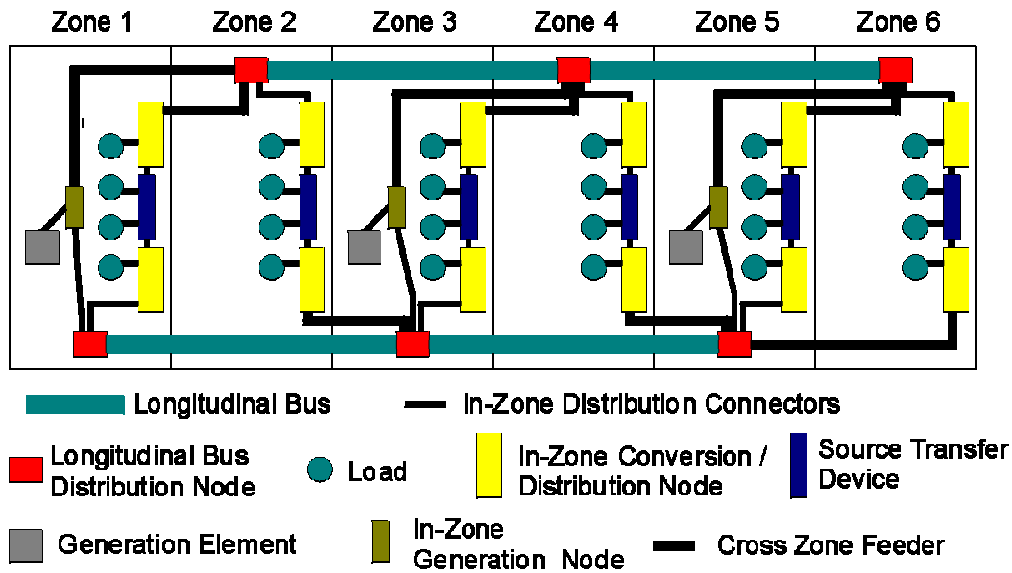 Zone 1 Zone 2 Zone 3 Zone 4 Zone 5 Zone 6
Longitudinal Bus
In-Zone Distribution Connectors
Longitudinal Bus
Distribution Node
Load
In-Zone Conversion /
Distribution Node
Source Transfer
Device
Generation Element
In-Zone
Generation Node
Cross Zone Feeder